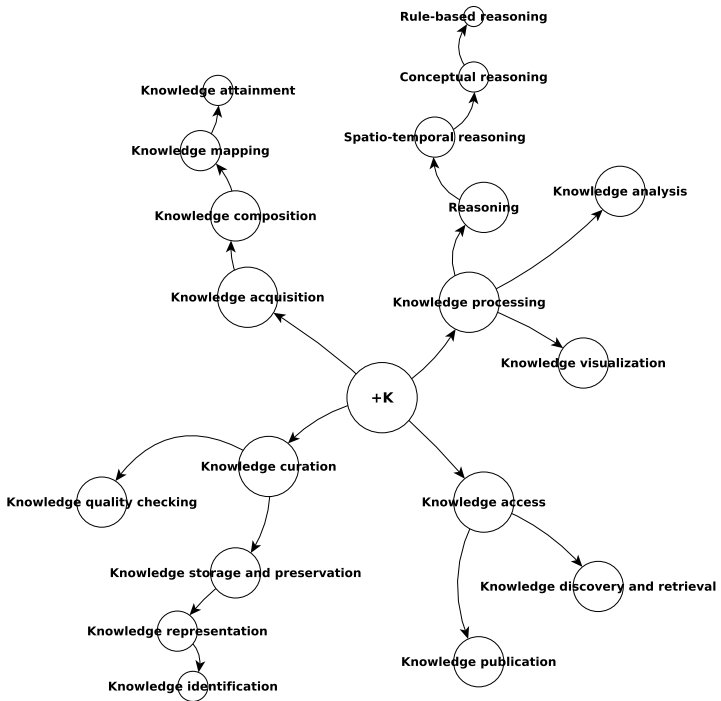 Rule-based reasoning
Conceptual reasoning
Knowledge attainment
Spatio-temporal reasoning
Knowledge mapping
Knowledge analysis
Reasoning
Knowledge composition
Knowledge acquisition
Knowledge processing
Knowledge visualization
+K
Knowledge curation
Knowledge quality checking
Knowledge access
Knowledge storage and preservation
Knowledge discovery and retrieval
Knowledge representation
Knowledge publication
Knowledge identification